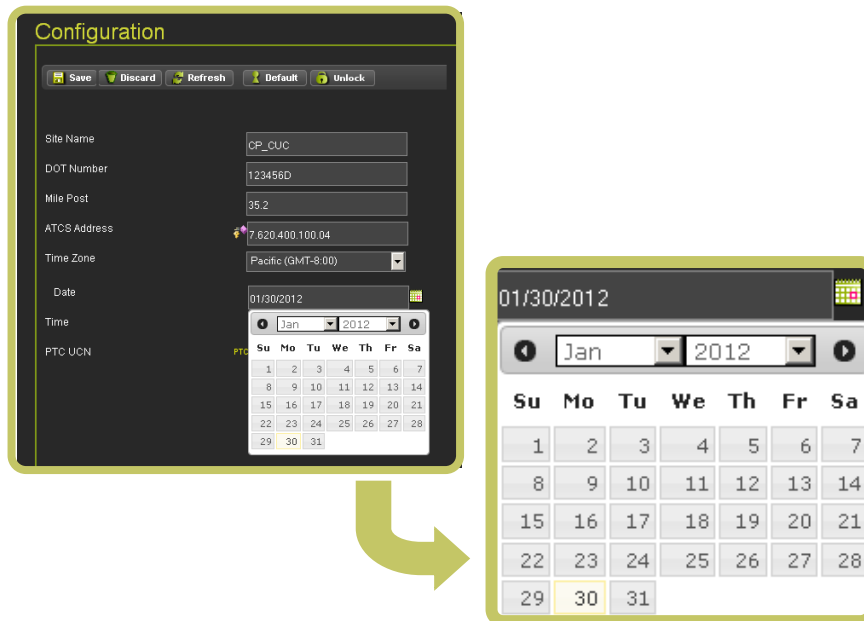 Configuration
Save Discard Refresh Default Unlock
Site Name CP_CUC
DOT Number 123456D
Mile Post 35.2
ATCS Address 7.620.400.100.04
Time Zone Pacific (GMT-8:00)
Date 01/30/2012
Time Jan 2012
Su Mo Tu We Th Fr Sa
PTC UCN PTC
1 2 3 4 5 6 7
8 9 10 11 12 13 14
15 16 17 18 19 20 21
22 23 24 25 26 27 28
29 30 31
01/30/2012
Jan 2012
Su Mo Tu We Th Fr Sa
1 2 3 4 5 6 7
8 9 10 11 12 13 14
15 16 17 18 19 20 21
22 23 24 25 26 27 28
29 30 31